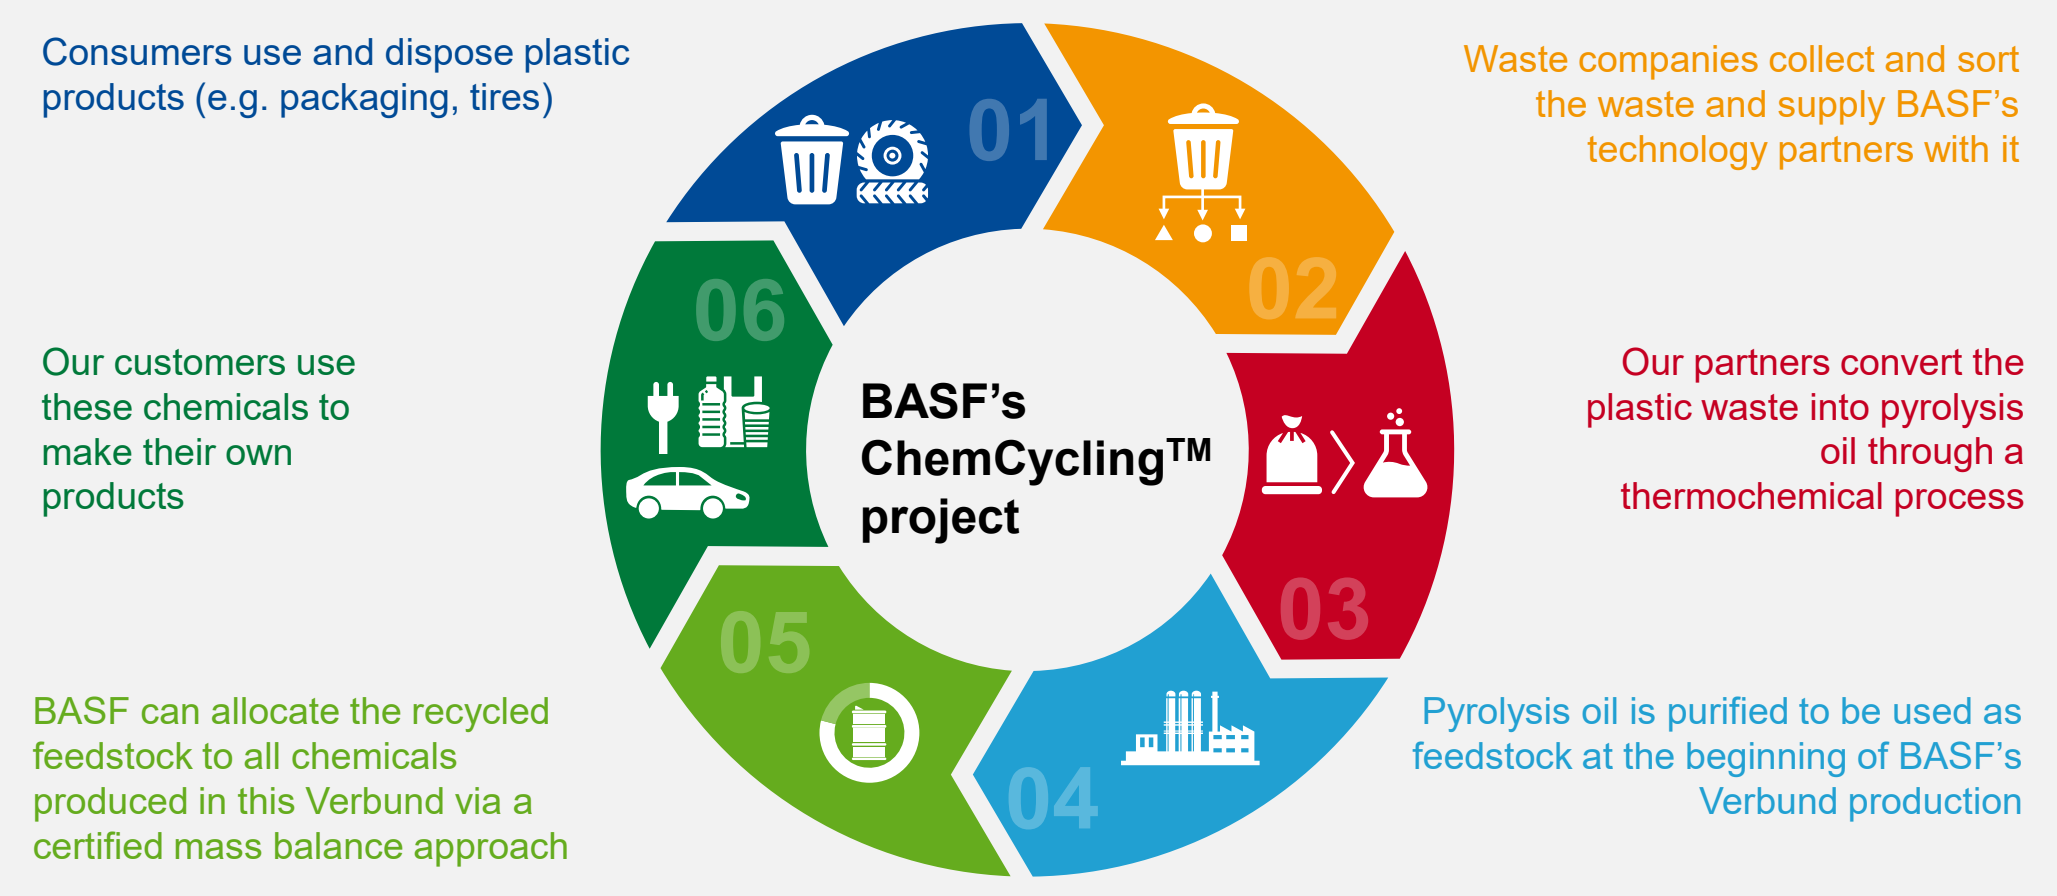 Consumers use and dispose plastic
products (e.g. packaging, tires)
01
Waste companies collect and sort
the waste and supply BASF’s
technology partners with it
02
Our partners convert the
plastic waste into pyrolysis
oil through a
thermochemical process
03
Pyrolysis oil is purified to be used as
feedstock at the beginning of BASF’s
Verbund production
04
BASF can allocate the recycled
feedstock to all chemicals
produced in this Verbund via a
certified mass balance approach
05
Our customers use
these chemicals to
make their own
products
06
BASF’s
ChemCycling™
project